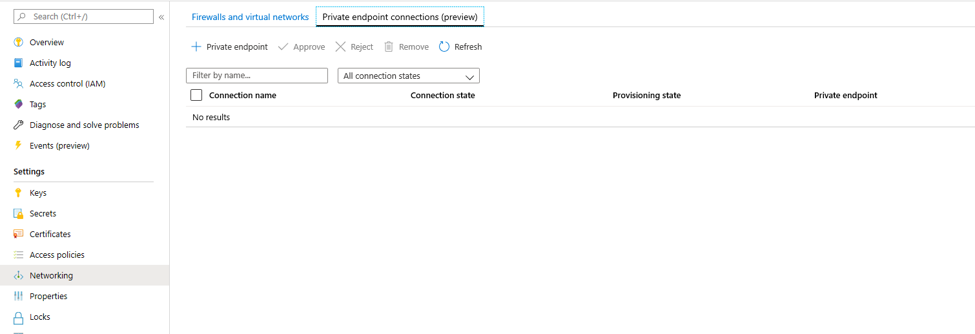 Search (Ctrl+/)
«
Overview
Activity log
Access control (IAM)
Tags
Diagnose and solve problems
Events (preview)
Settings
Keys
Secrets
Certificates
Access policies
Networking
Properties
Locks
Firewalls and virtual networks Private endpoint connections (preview)
+ Private endpoint Approve Reject Remove Refresh
Filter by name... All connection states
Connection name Connection state Provisioning state Private endpoint
No results